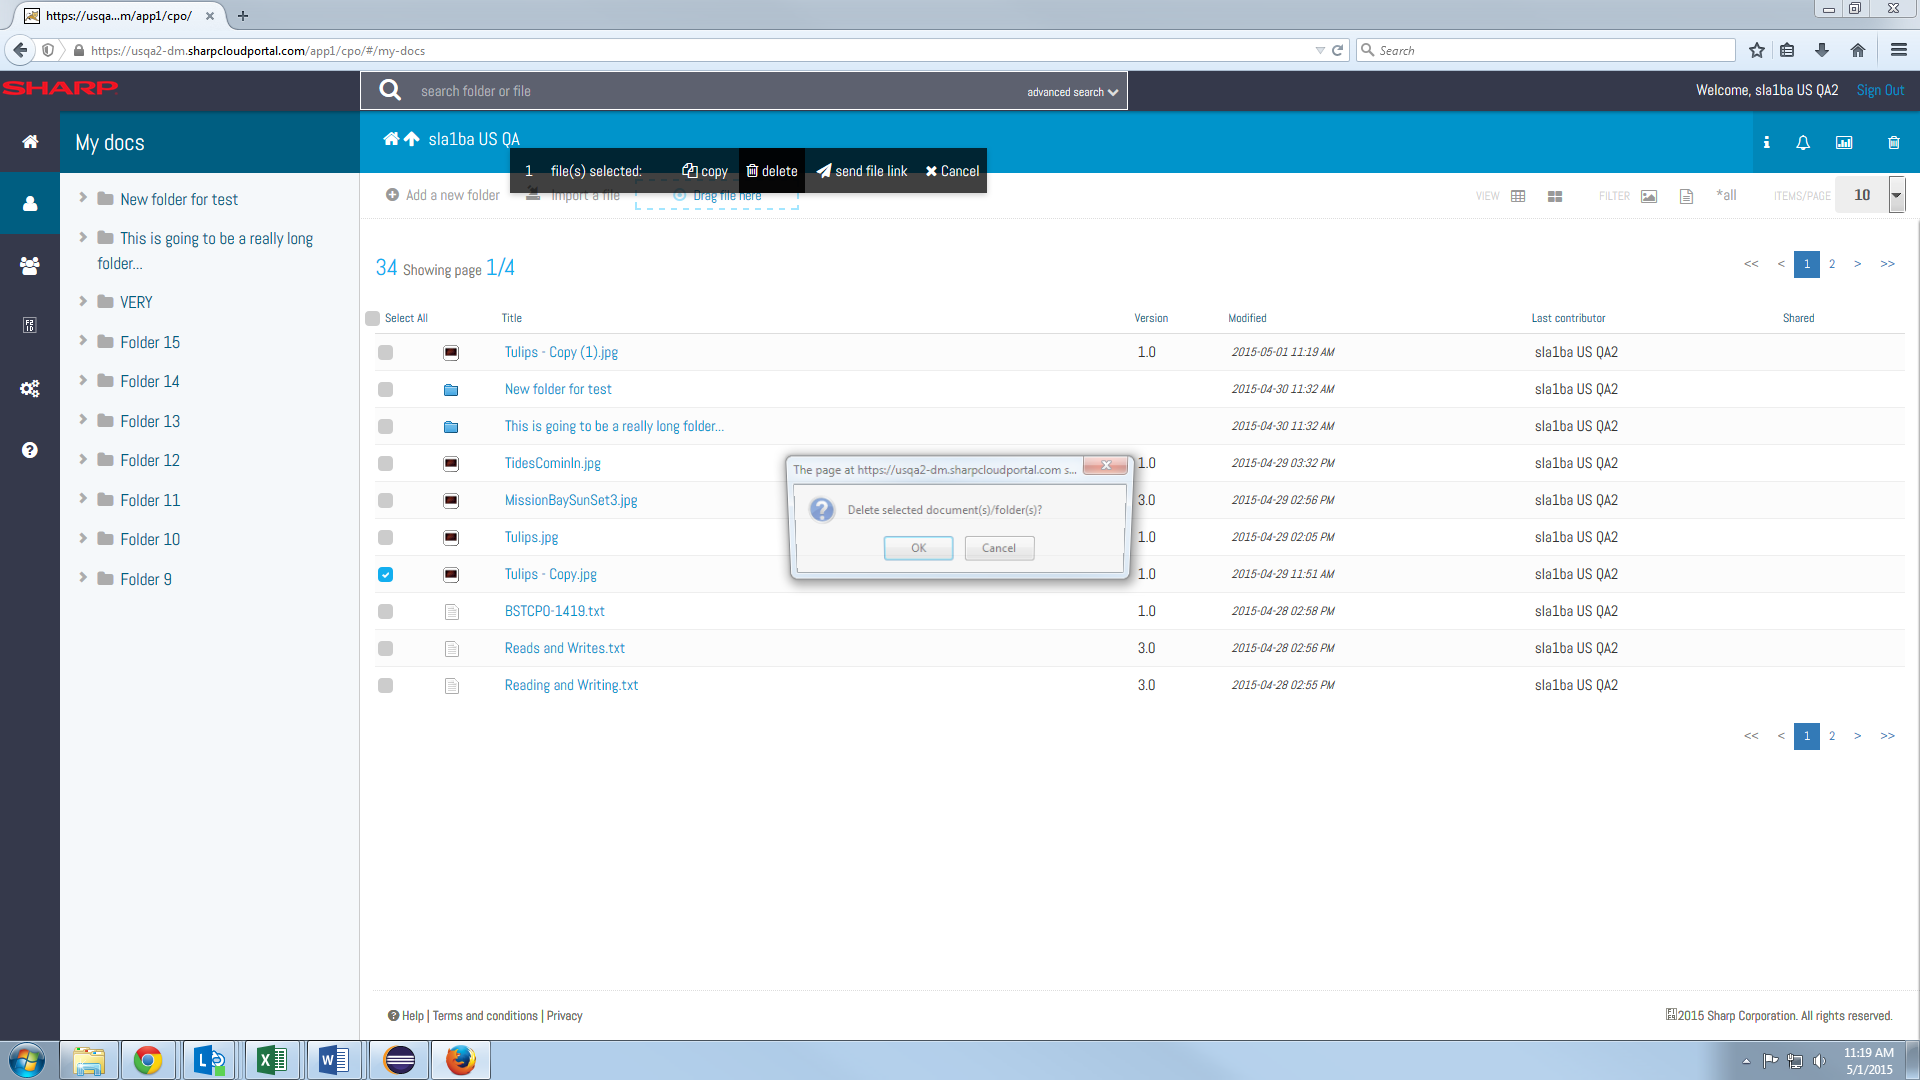 https://usqa...m/app1/cpo/
https://usqa2-dm.sharpcloudportal.com/app1/cpo/#/my-docs
Search
SHARP
search folder or file
advanced search
Welcome, sla1ba US QA2
Sign Out
My docs
sla1ba US QA
1 file(s) selected:
copy
delete
send file link
Cancel
Add a new folder
Import a file
Drag file here
VIEW
FILTER
*all
ITEMS/PAGE
10
New folder for test
This is going to be a really long
folder...
VERY
Folder 15
Folder 14
Folder 13
Folder 12
Folder 11
Folder 10
Folder 9
34 Showing page 1/4
<< < 1 2 > >>
Select All Title Version Modified Last contributor Shared
Tulips - Copy (1).jpg 1.0 2015-05-01 11:19 AM sla1ba US QA2
New folder for test 2015-04-30 11:32 AM sla1ba US QA2
This is going to be a really long folder... 2015-04-30 11:32 AM sla1ba US QA2
TidesCominIn.jpg 1.0 2015-04-29 03:32 PM sla1ba US QA2
MissionBaySunSet3.jpg 3.0 2015-04-29 02:56 PM sla1ba US QA2
Tulips.jpg 1.0 2015-04-29 02:05 PM sla1ba US QA2
Tulips - Copy.jpg 1.0 2015-04-29 11:51 AM sla1ba US QA2
BSTCPO-1419.txt 1.0 2015-04-28 02:58 PM sla1ba US QA2
Reads and Writes.txt 3.0 2015-04-28 02:56 PM sla1ba US QA2
Reading and Writing.txt 3.0 2015-04-28 02:55 PM sla1ba US QA2
The page at https://usqa2-dm.sharpcloudportal.com s...
Delete selected document(s)/folder(s)?
OK
Cancel
<< < 1 2 > >>
Help | Terms and conditions | Privacy
2015 Sharp Corporation. All rights reserved.
11:19 AM
5/1/2015